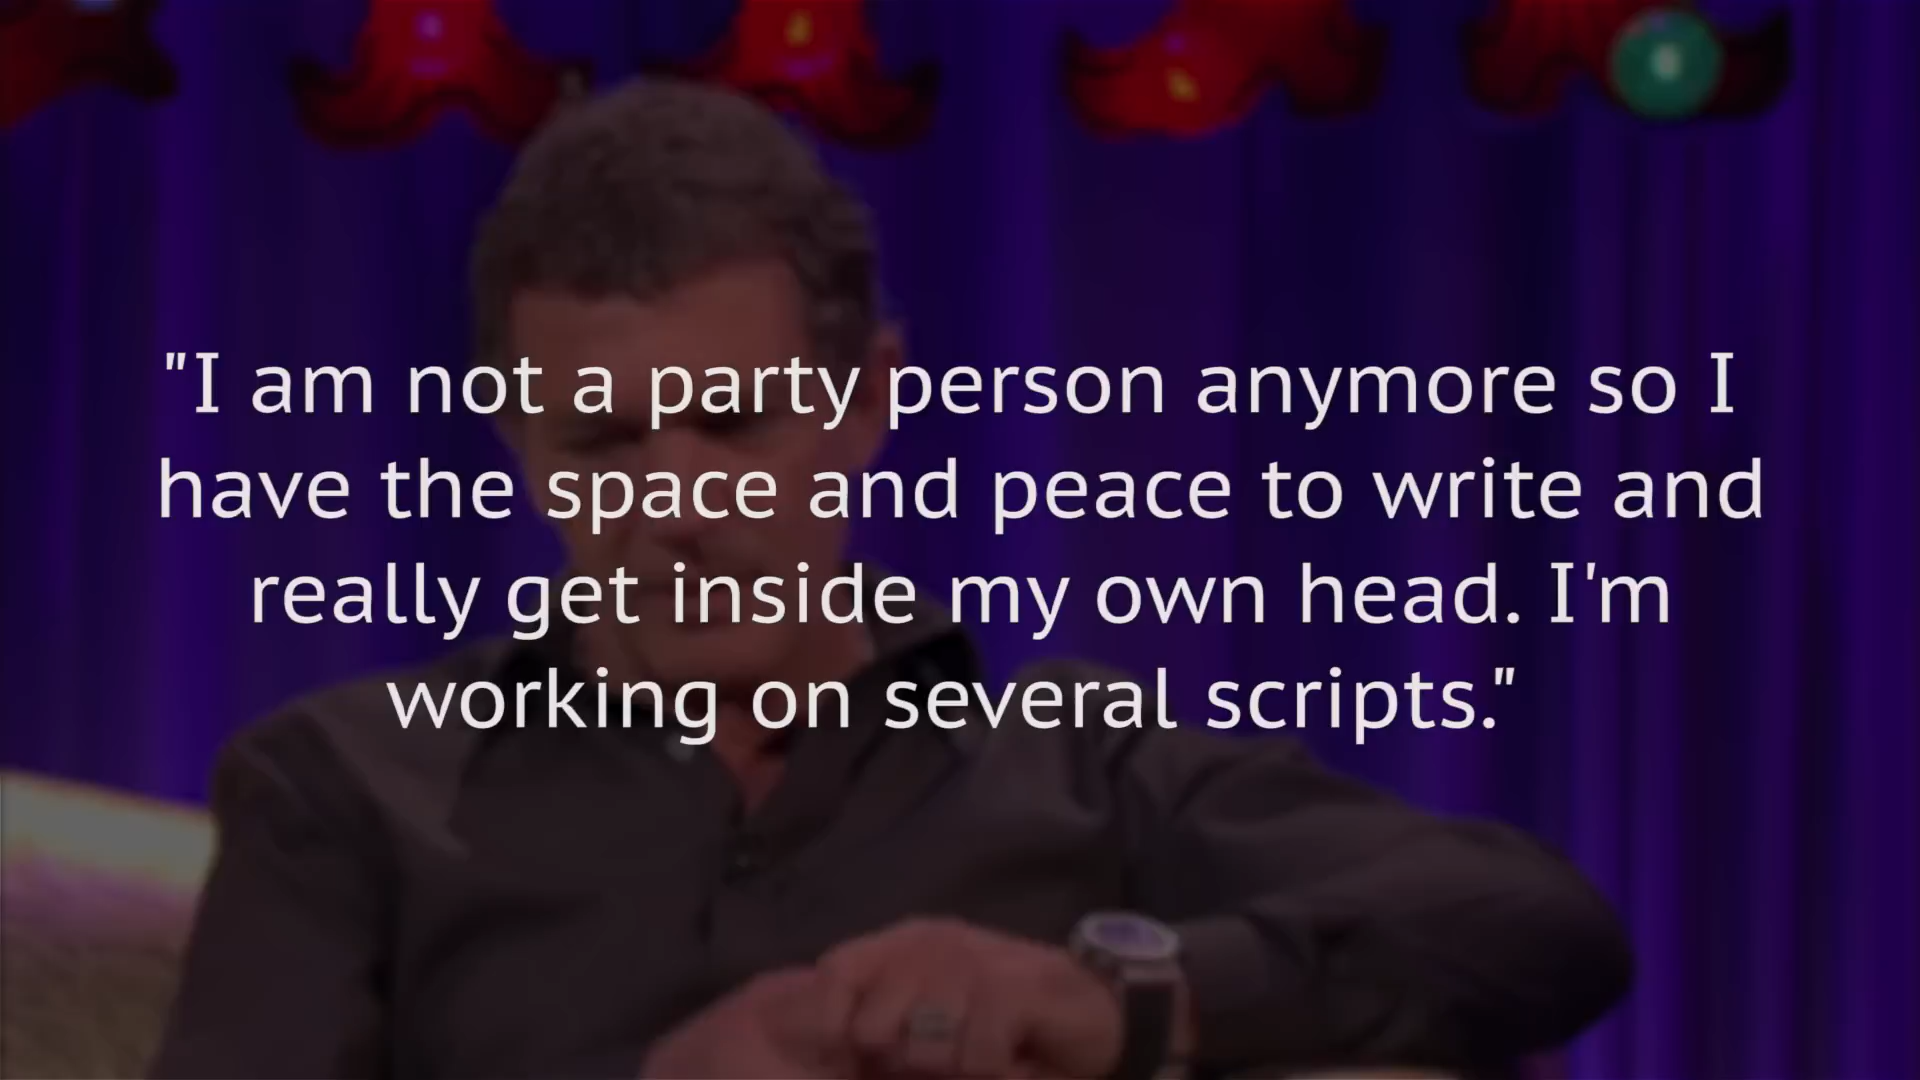 "I am not a party person anymore so I
have the space and peace to write and
really get inside my own head. I'm
working on several scripts."